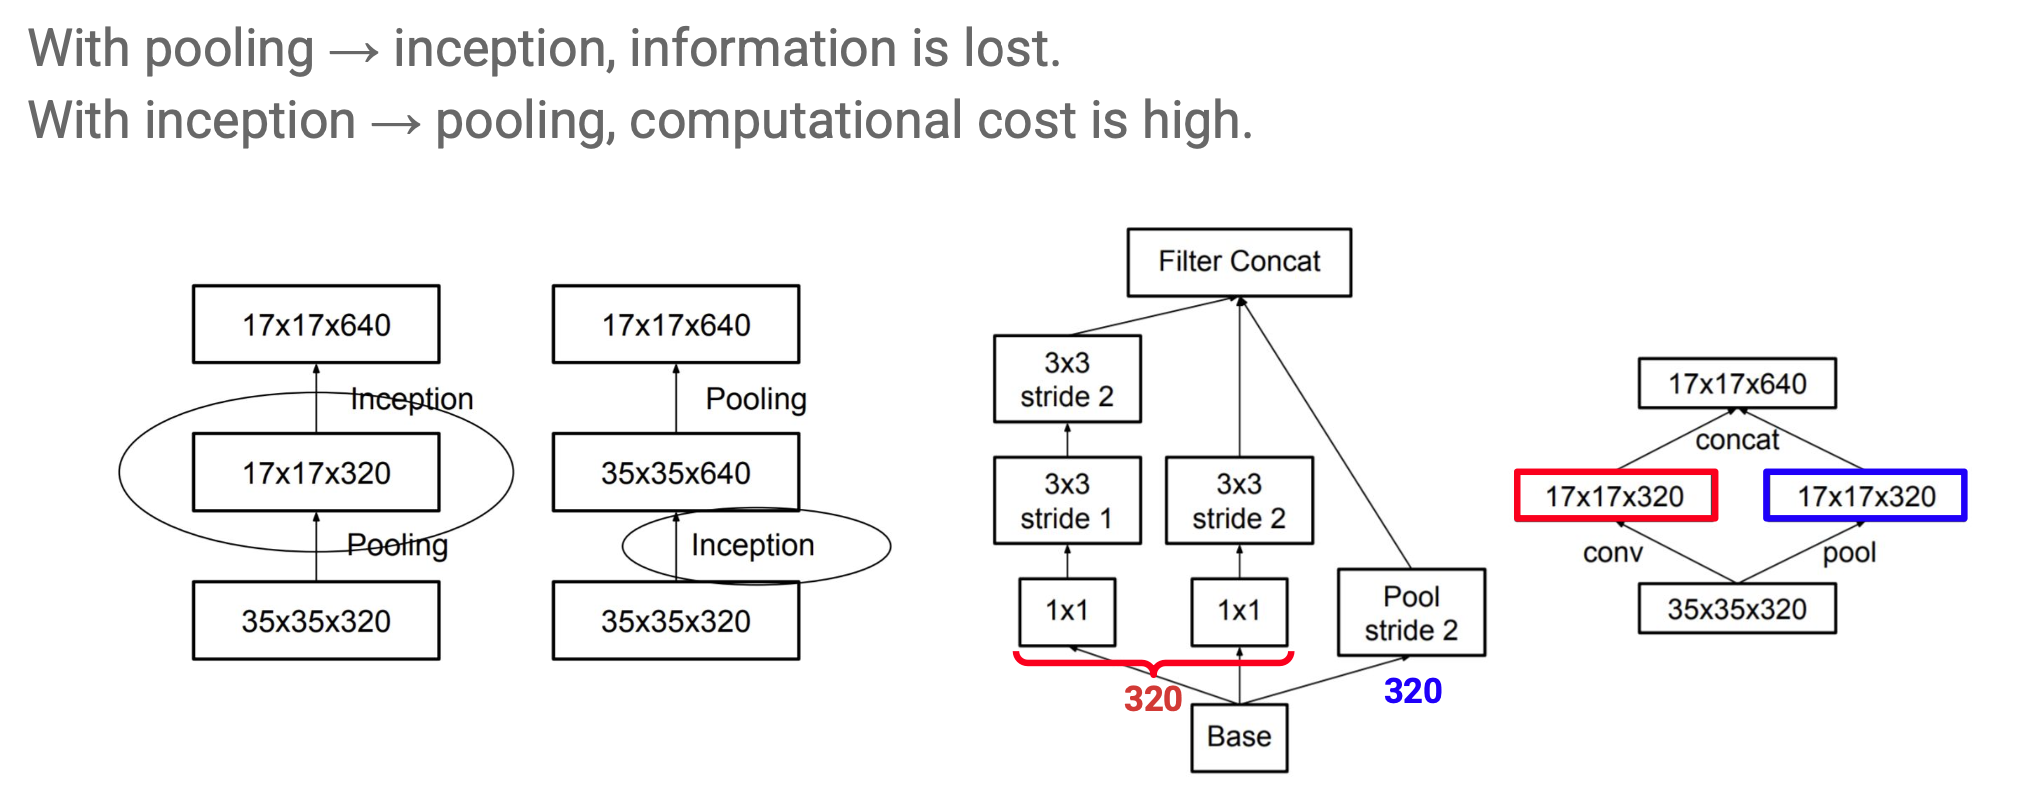 With pooling → inception, information is lost.
With inception → pooling, computational cost is high.
17x17x640
Inception
17x17x320
Pooling
35x35x320
17x17x640
Pooling
35x35x640
Inception
35x35x320
Filter Concat
3x3
stride 2
3x3
stride 1
1x1
3x3
stride 2
1x1
Pool
stride 2
320
320
Base
17x17x640
concat
17x17x320
17x17x320
conv
pool
35x35x320